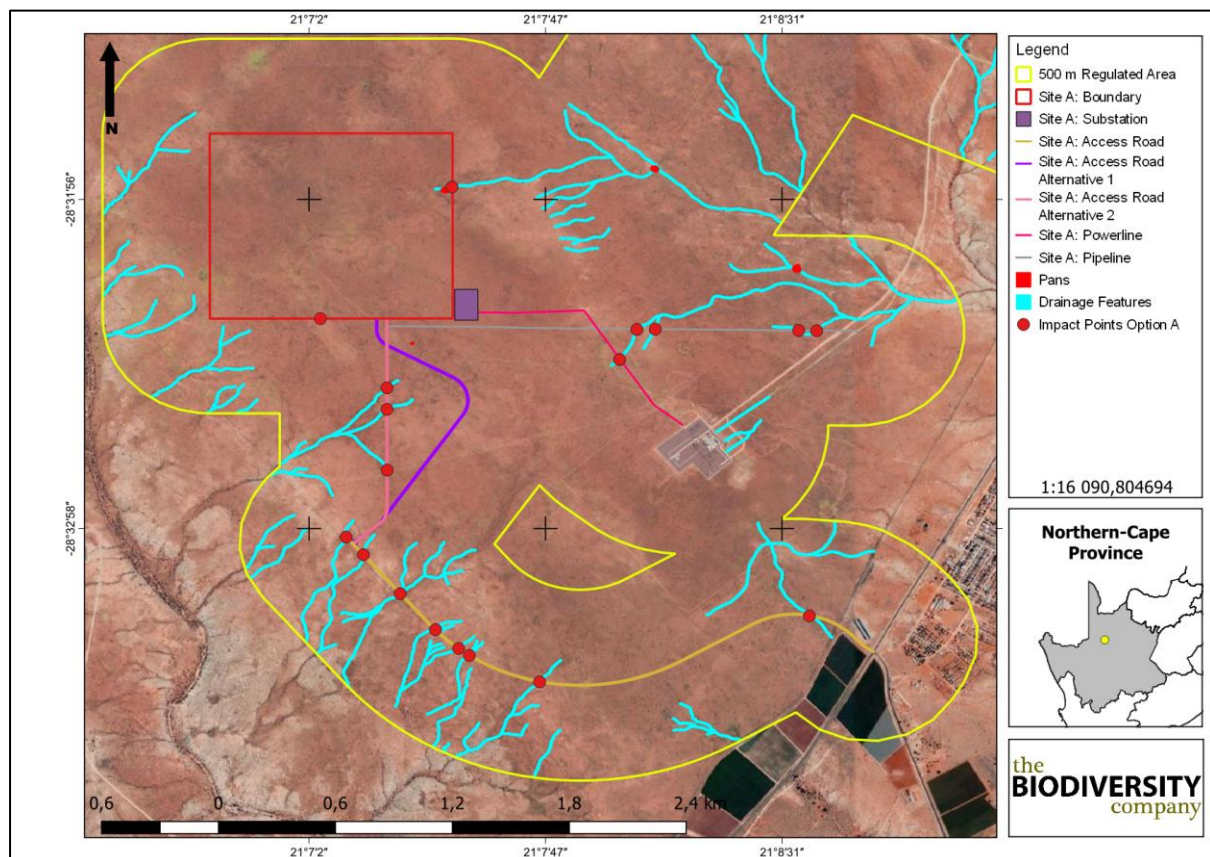 21°7'2" 21°7'47" 21°8'31"
N
-28°31'56"
-28°32'58"
0,6 0 0,6 1,2 1,8 2,4 km
21°7'2" 21°7'47" 21°8'31"
Legend
500 m Regulated Area
Site A: Boundary
Site A: Substation
Site A: Access Road
Site A: Access Road
Alternative 1
Site A: Access Road
Alternative 2
Site A: Powerline
Site A: Pipeline
Pans
Drainage Features
Impact Points Option A
1:16 090,804694
Northern-Cape
Province
the
BIODIVERSITY
company